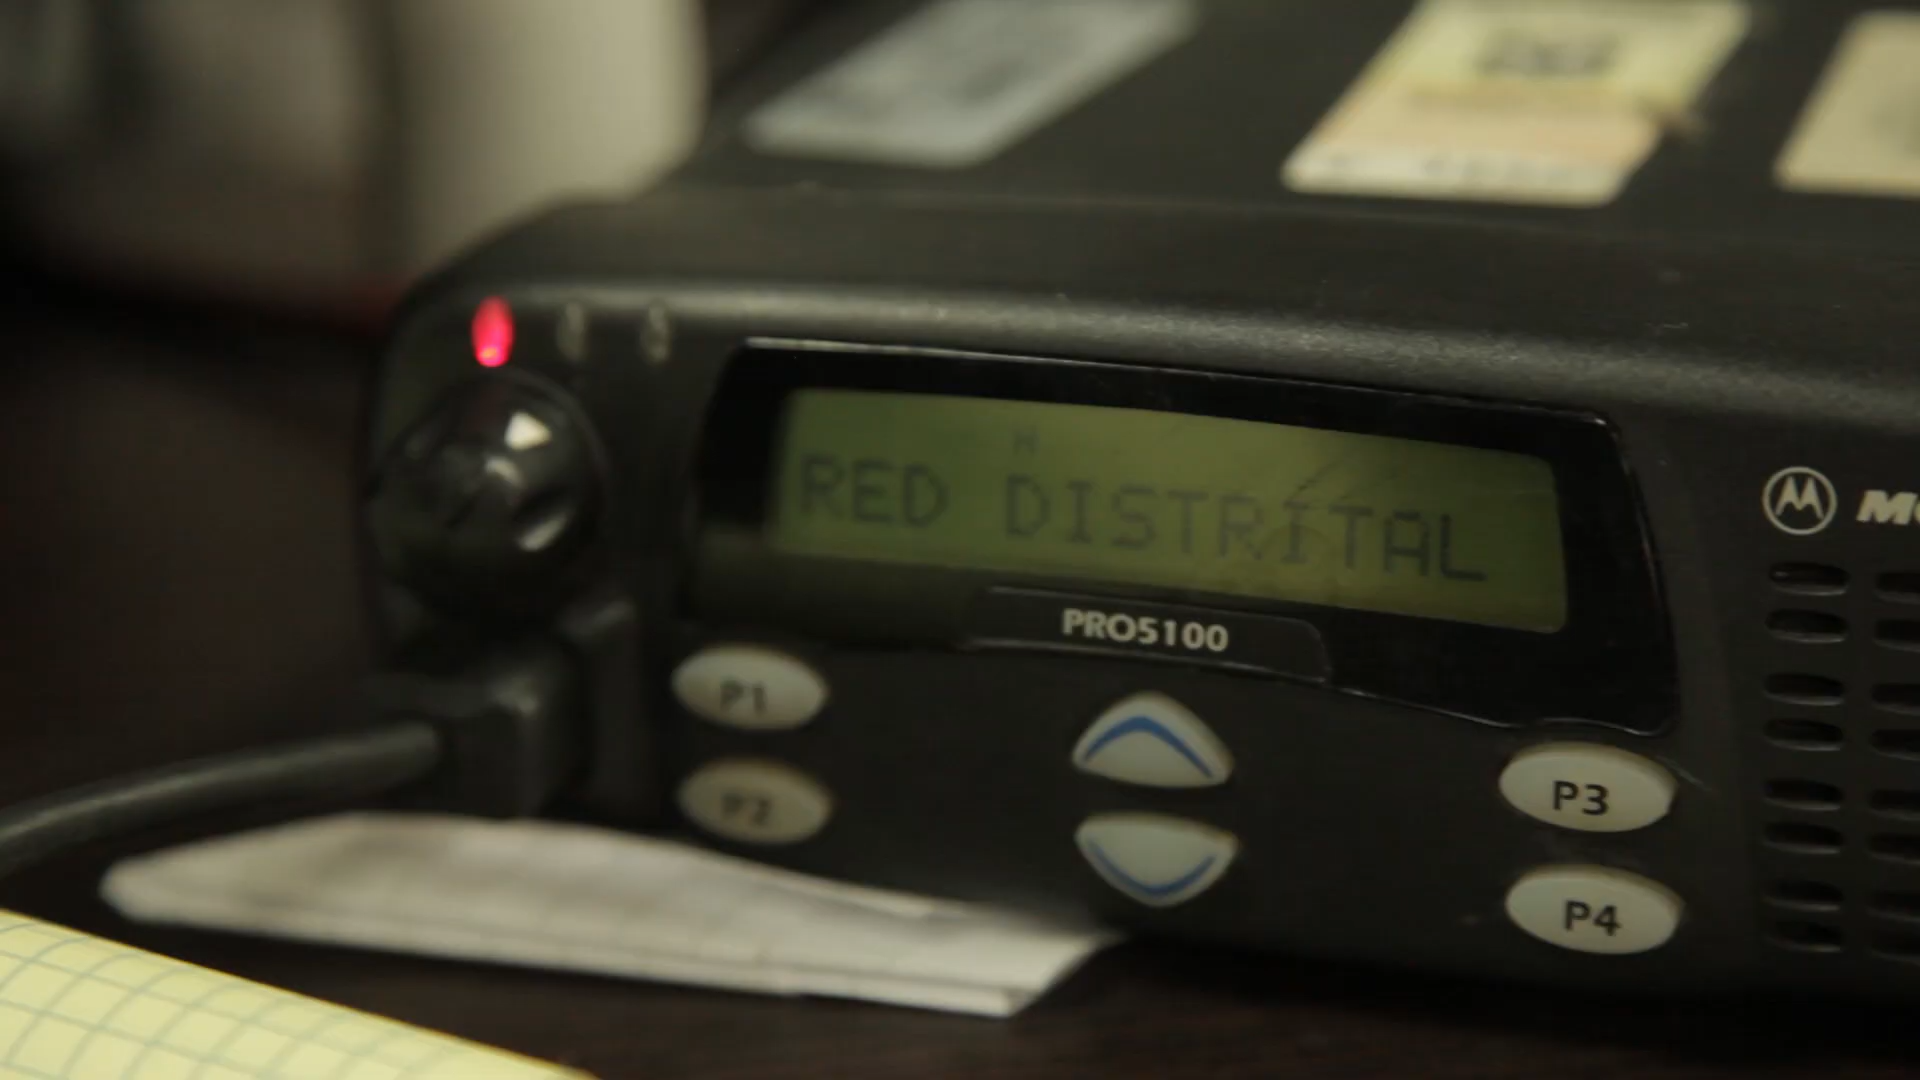 H
RED DISTRITAL
PRO5100
P1
P2
P3
P4